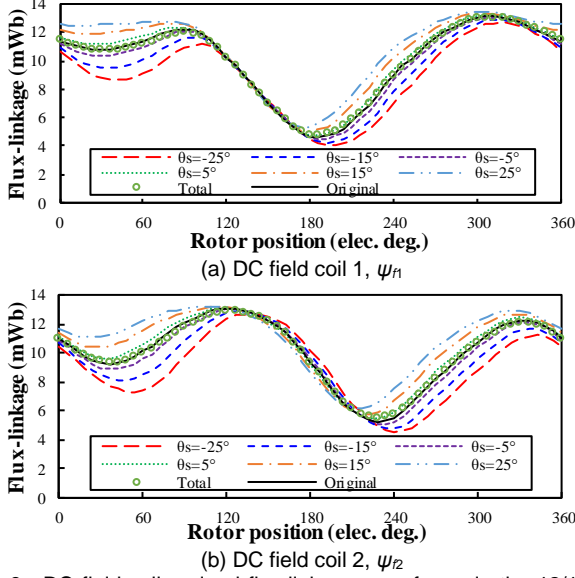 14
12
10
8
6
4
2
0
Flux-linkage (mWb)
θs=-25° θs=-15° θs=-5°
θs=5° θs=15° θs=25°
Total Original
0 60 120 180 240 300 360
Rotor position (elec. deg.)
(a) DC field coil 1, ψf1
14
12
10
8
6
4
2
0
Flux-linkage (mWb)
θs=-25° θs=-15° θs=-5°
θs=5° θs=15° θs=25°
Total Original
0 60 120 180 240 300 360
Rotor position (elec. deg.)
(b) DC field coil 2, ψf2